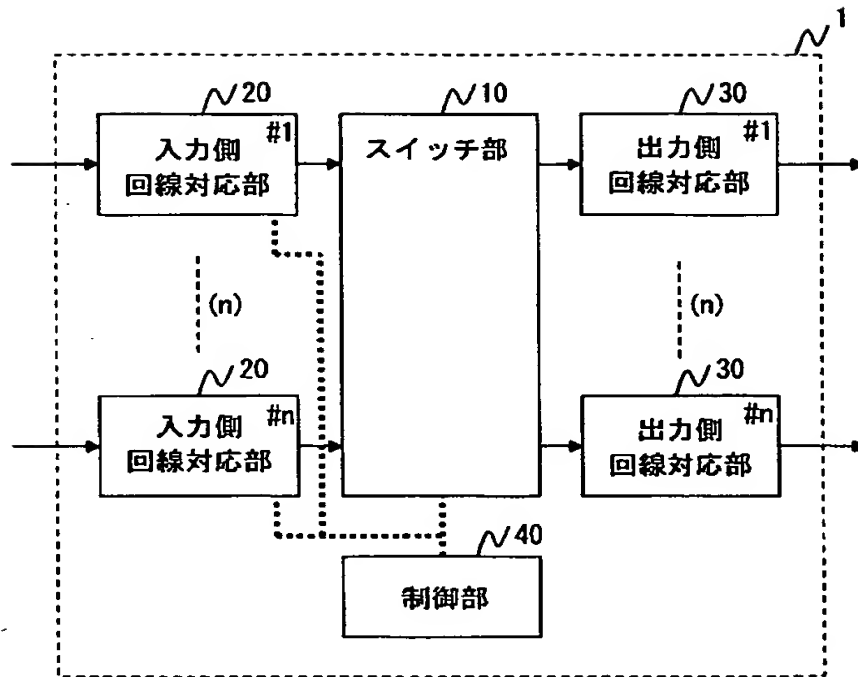 1
20
10
30
#1
入力側
回線対応部
スイッチ部
#1
出力側
回線対応部
(n)
(n)
20
30
#n
入力側
回線対応部
#n
出力側
回線対応部
40
制御部